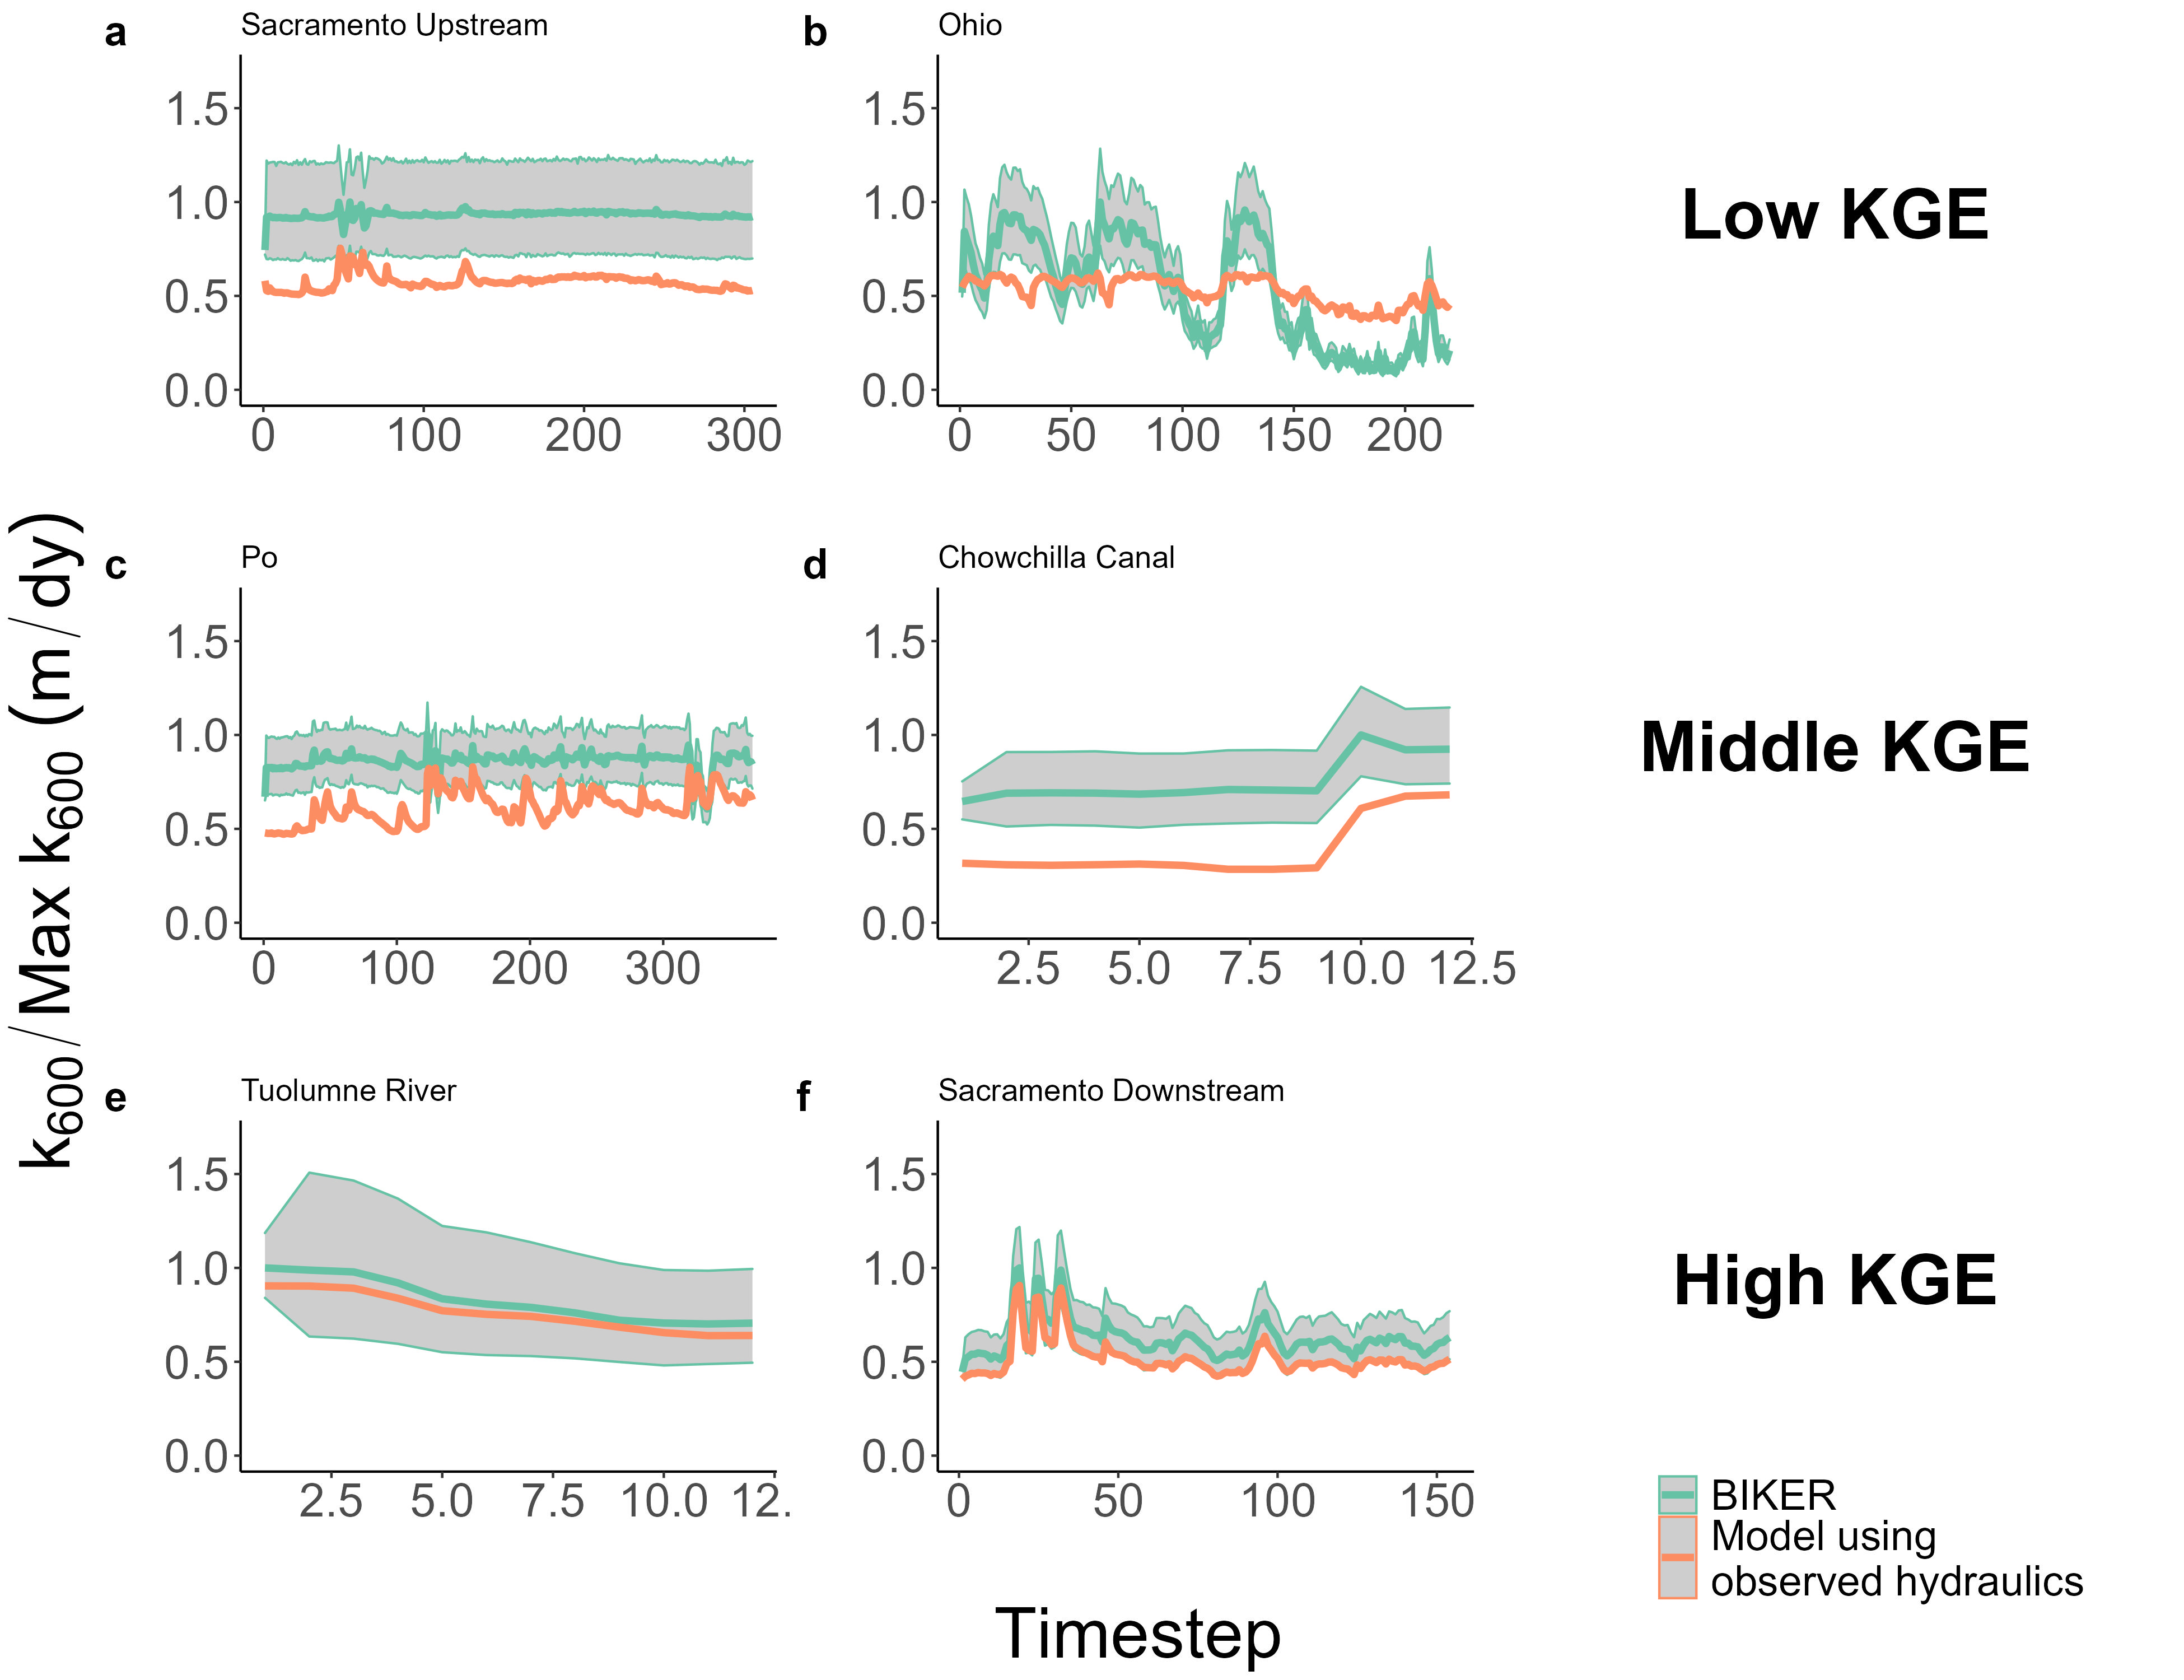 a Sacramento Upstream
b Ohio
1.5
1.0
0.5
0.0
0 100 200 300
1.5
1.0
0.5
0.0
0 50 100 150 200
Low KGE
k600/Max k600 (m/dy)
c Po
d Chowchilla Canal
1.5
1.0
0.5
0.0
0 100 200 300
1.5
1.0
0.5
0.0
2.5 5.0 7.5 10.0 12.5
Middle KGE
e Tuolumne River
f Sacramento Downstream
1.5
1.0
0.5
0.0
2.5 5.0 7.5 10.0 12.
1.5
1.0
0.5
0.0
0 50 100 150
High KGE
BIKER
Model using
observed hydraulics
Timestep